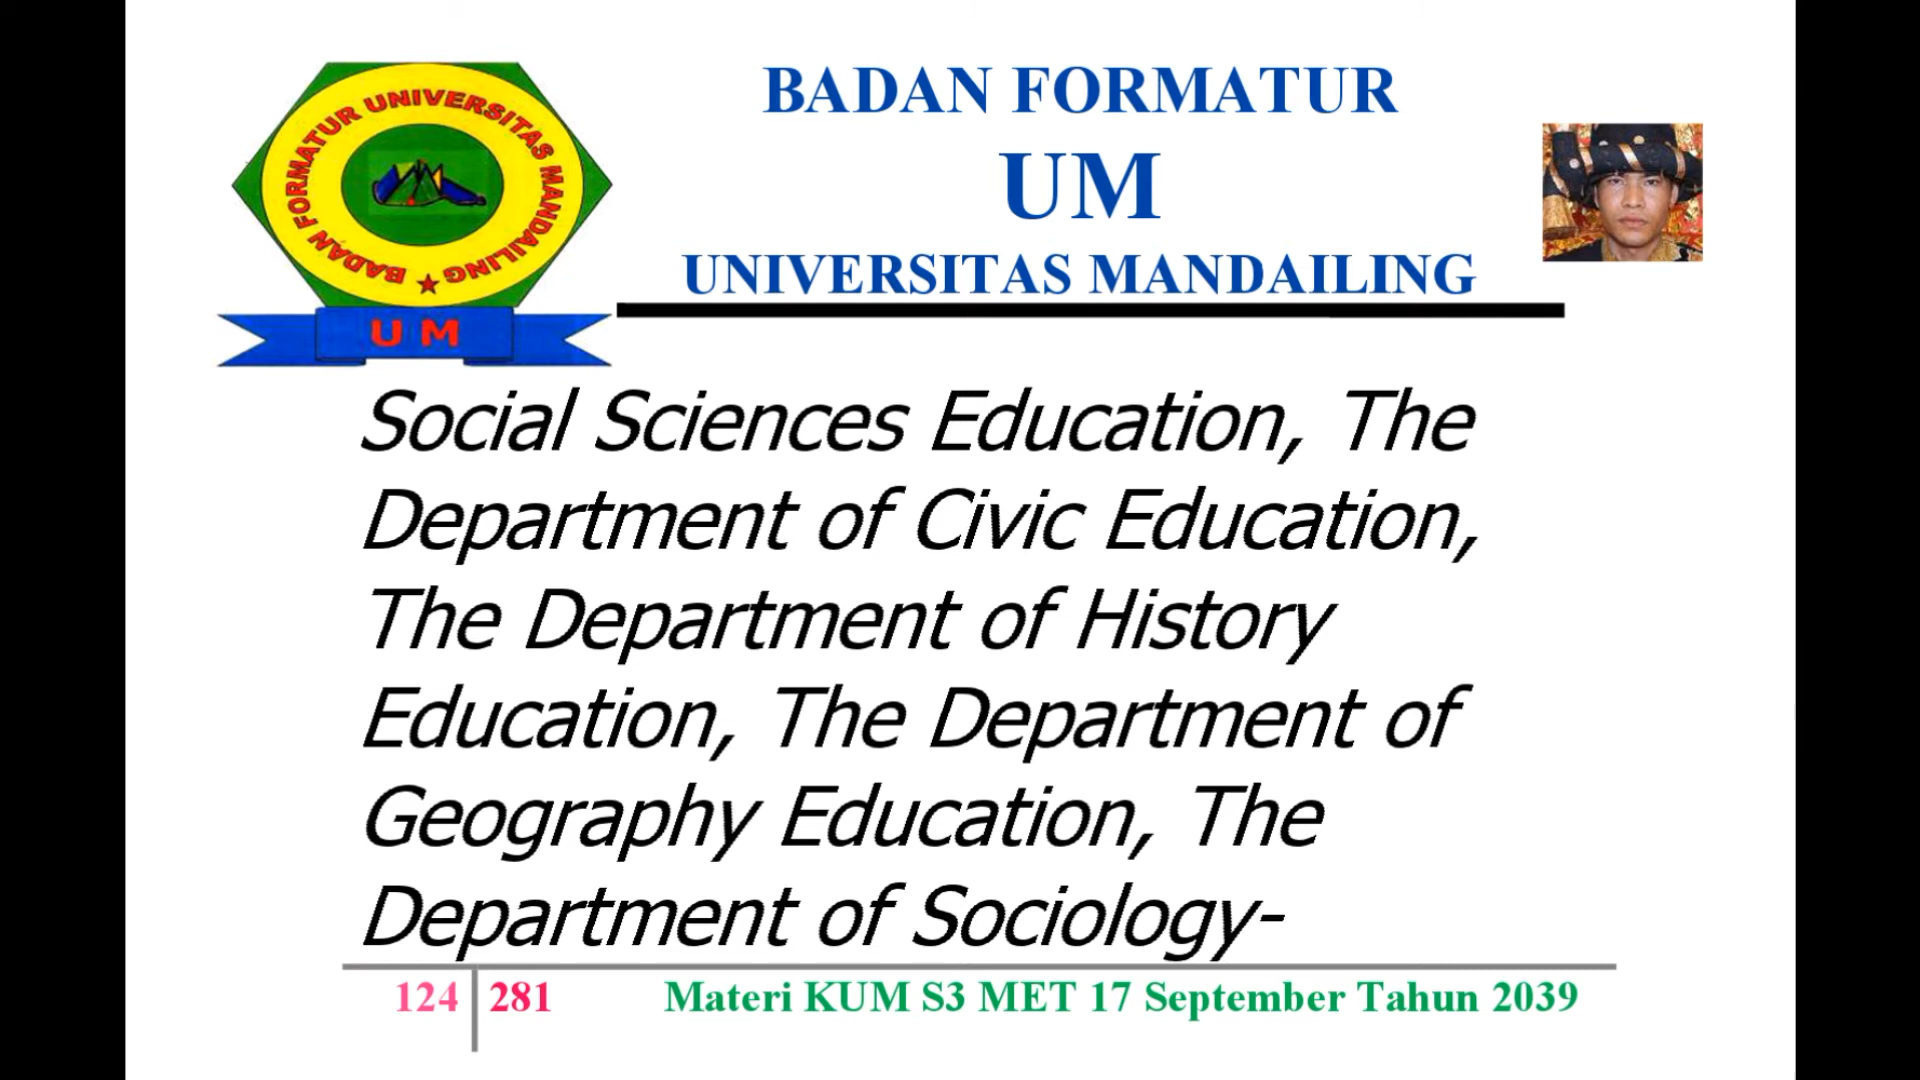 BADAN FORMATUR
UM
UNIVERSITAS MANDAILING
BADAN FORMATUR UNIVERSITAS MANDAILING
U M
Social Sciences Education, The
Department of Civic Education,
The Department of History
Education, The Department of
Geography Education, The
Department of Sociology-
124 281 Materi KUM S3 MET 17 September Tahun 2039